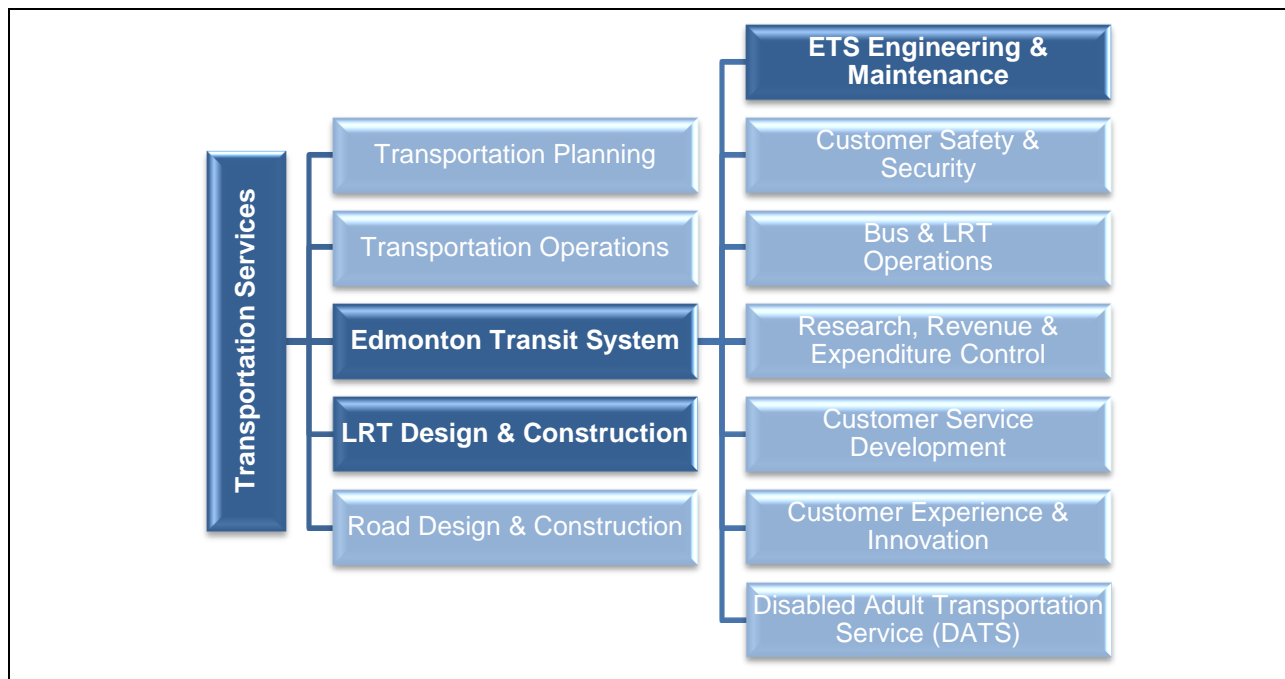 Transportation Services
Transportation Planning
Transportation Operations
Edmonton Transit System
LRT Design & Construction
Road Design & Construction
ETS Engineering &
Maintenance
Customer Safety &
Security
Bus & LRT
Operations
Research, Revenue &
Expenditure Control
Customer Service
Development
Customer Experience &
Innovation
Disabled Adult Transportation
Service (DATS)